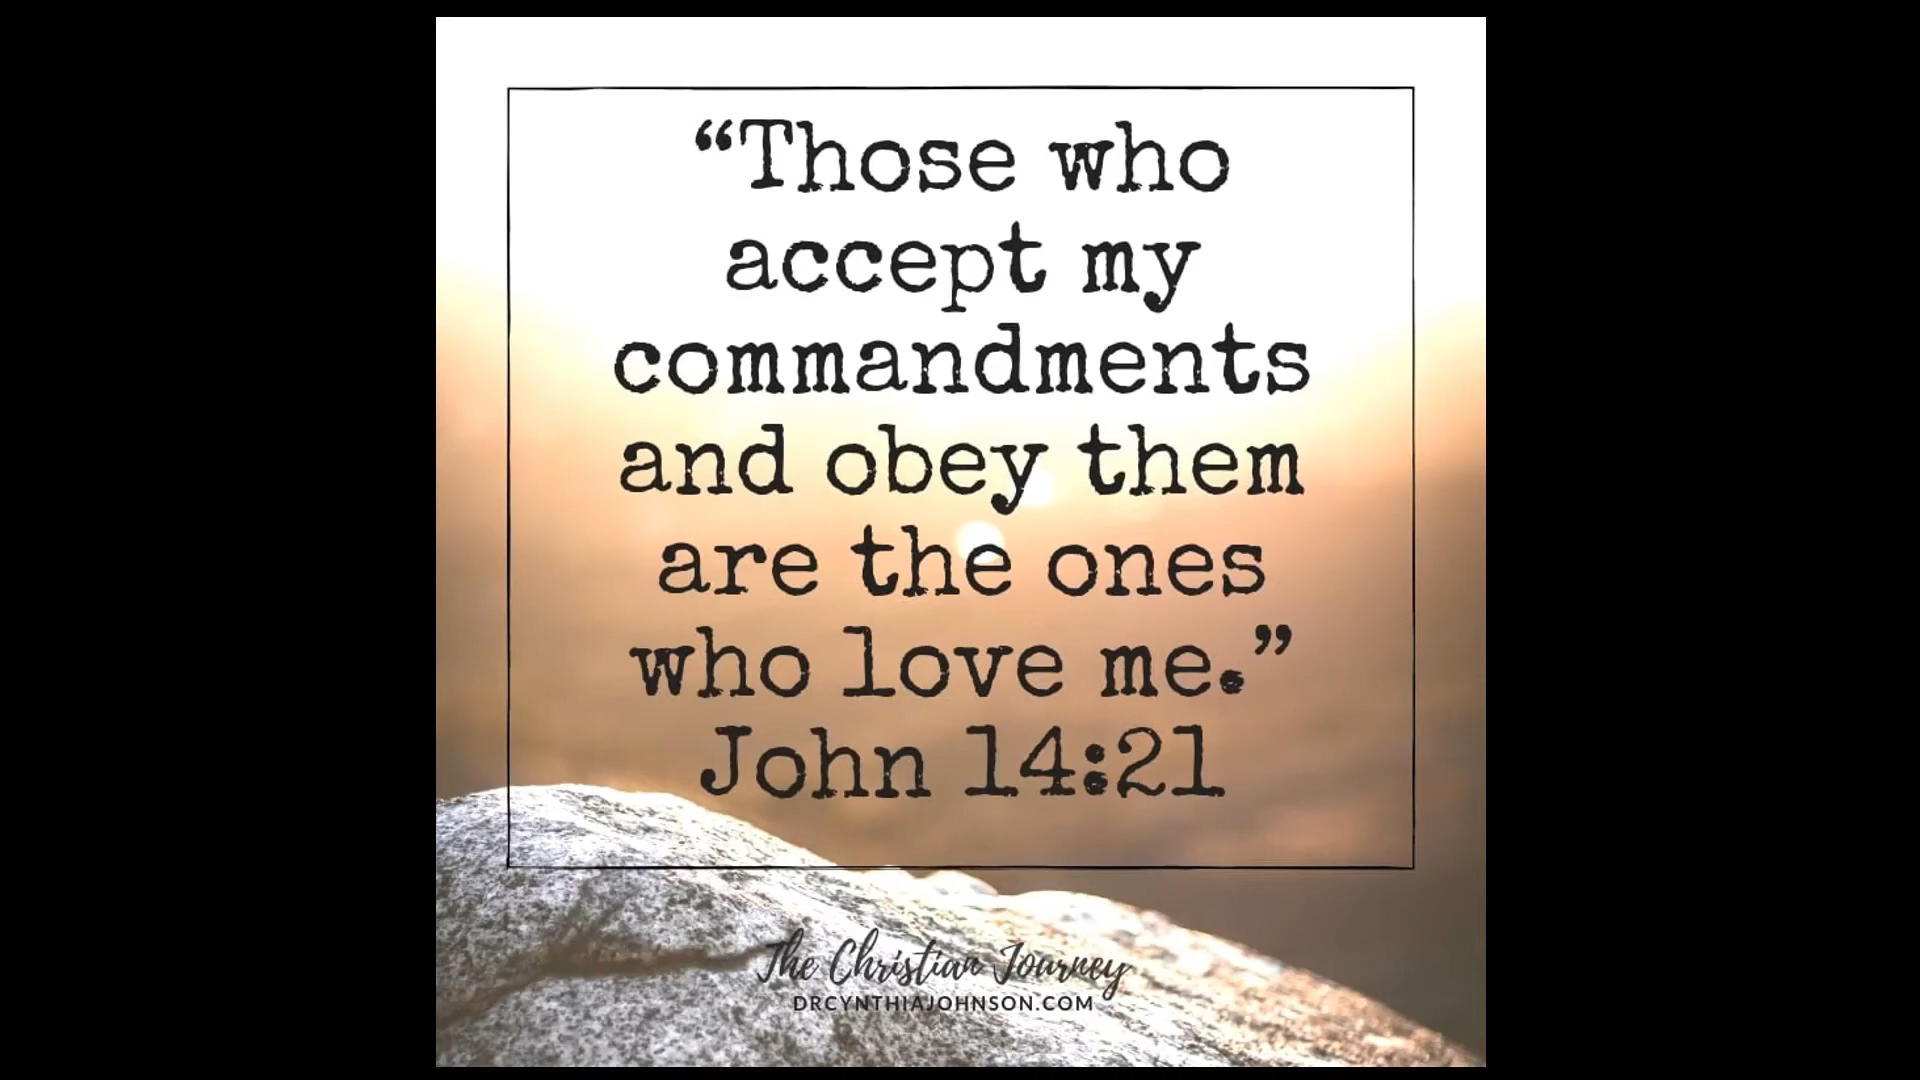 “Those who
accept my
commandments
and obey them
are the ones
who love me.”
John 14:21
The Christian Journey
DRCYNTHIAJOHNSON.COM